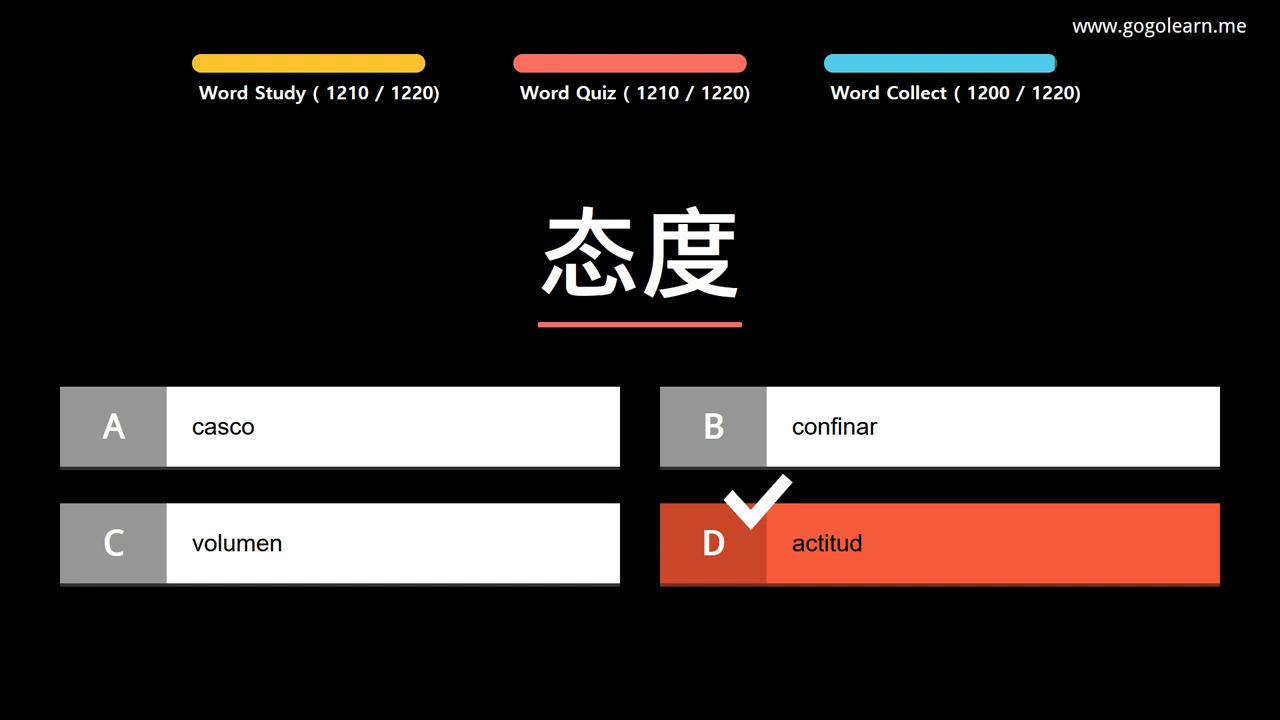 www.gogolearn.me
Word Study ( 1210 / 1220)
Word Quiz ( 1210 / 1220)
Word Collect ( 1200 / 1220)
态度
A casco
B confinar
C volumen
D actitud